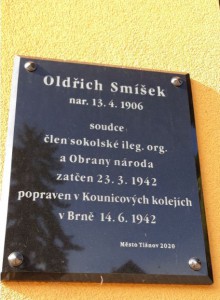 Oldřich Smíšek
nar. 13. 4. 1906
soudce
člen sokolské ileg. org.
a Obrany národa
zatčen 23. 3. 1942
popraven v Kounicových kolejích
v Brně 14. 6. 1942
Město Tišnov 2020